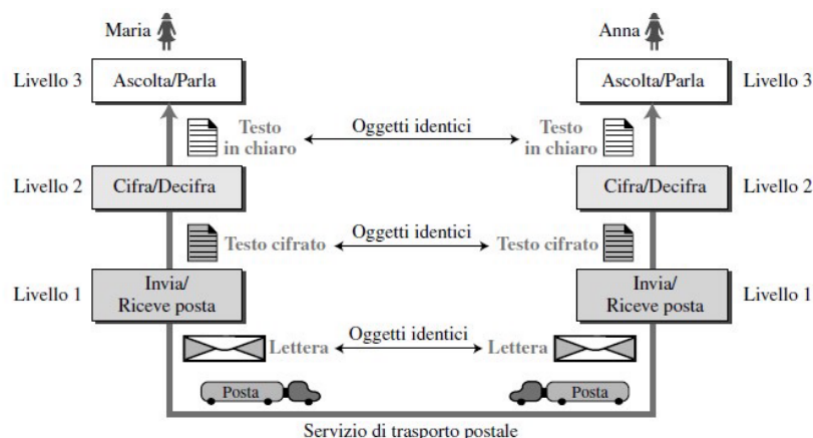 Maria
Anna
Livello 3
Ascolta/Parla
Ascolta/Parla
Livello 3
Testo
in chiaro
Oggetti identici
Testo
in chiaro
Livello 2
Cifra/Decifra
Cifra/Decifra
Livello 2
Testo cifrato
Oggetti identici
Testo cifrato
Livello 1
Invia/
Riceve posta
Invia/
Riceve posta
Livello 1
Lettera
Oggetti identici
Lettera
Posta
Posta
Servizio di trasporto postale